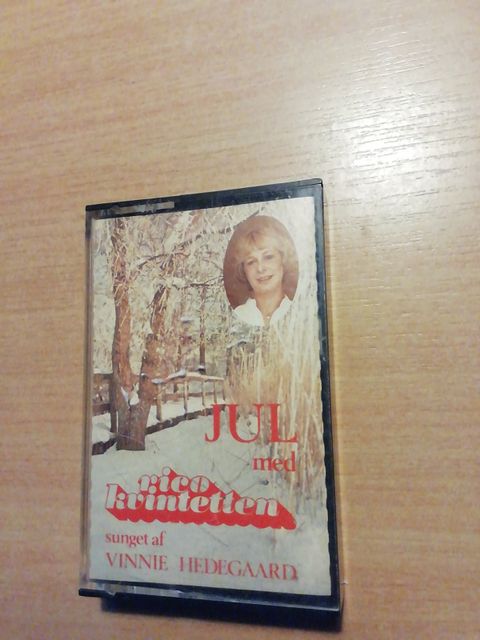 JUL
med
rico
kvintetten
sunget af
VINNIE HEDEGAARD